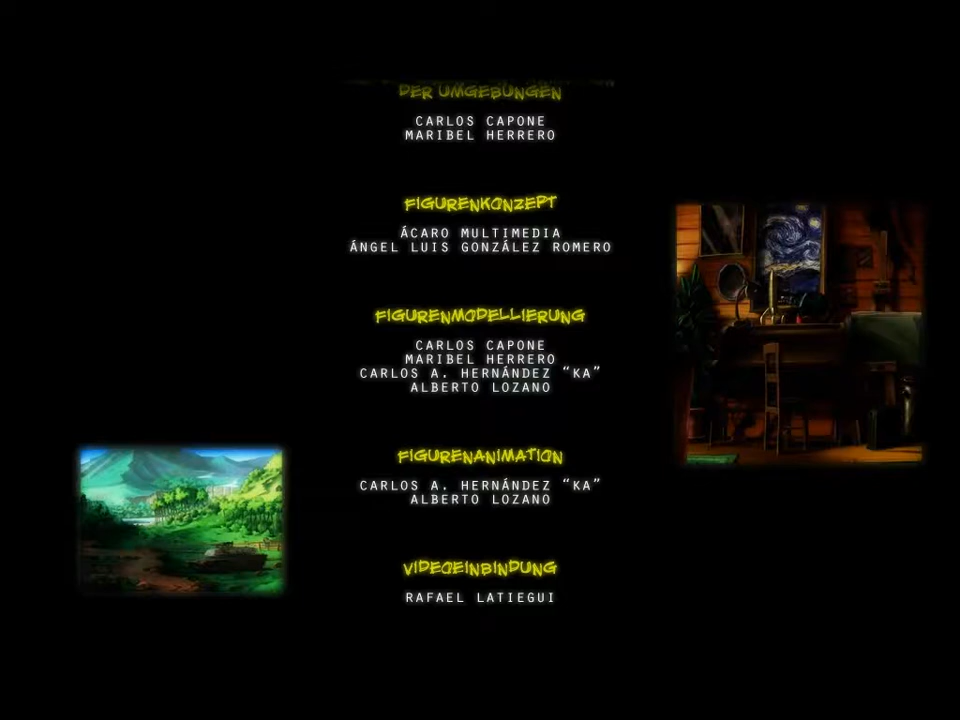 DER UMGEBUNGEN
CARLOS CAPONE
MARIBEL HERRERO
FIGURENKONZEPT
ÁCARO MULTIMEDIA
ÁNGEL LUIS GONZÁLEZ ROMERO
FIGURENMODELLIERUNG
CARLOS CAPONE
MARIBEL HERRERO
CARLOS A. HERNÁNDEZ “KA”
ALBERTO LOZANO
FIGURENANIMATION
CARLOS A. HERNÁNDEZ “KA”
ALBERTO LOZANO
VIDEOEINBINDUNG
RAFAEL LATIEGUI